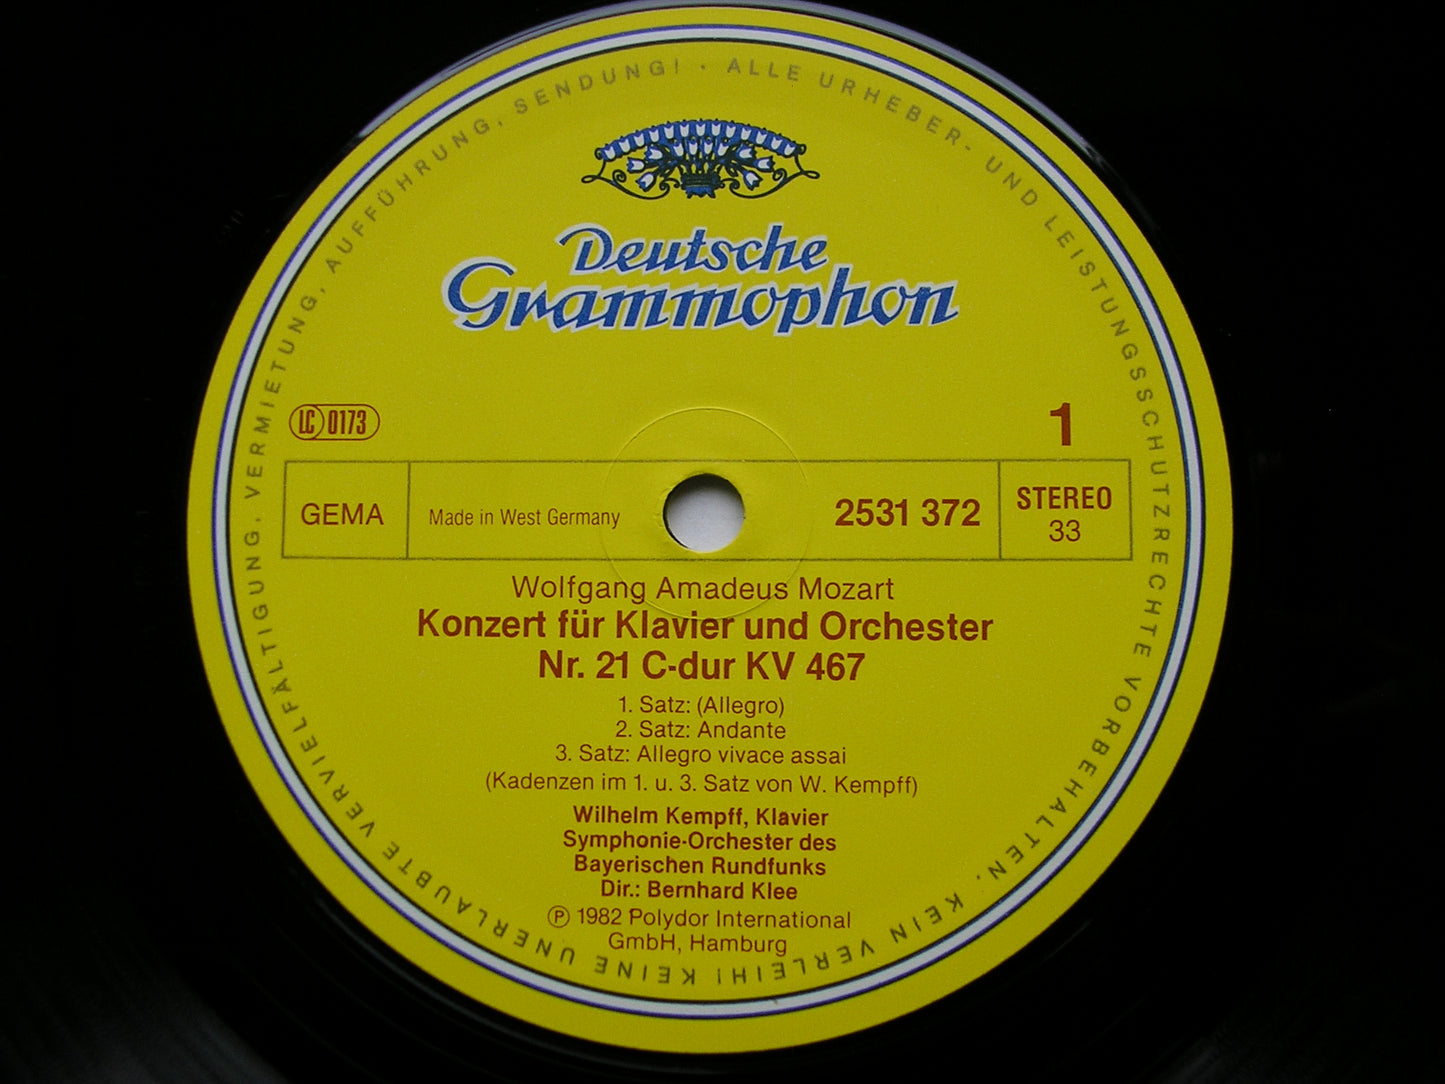 ALLE URHEBER- UND LEISTUNGSSCHUTZRECHTE VORBEHALTEN, KEIN VERLEIH! KEINE UNERLAUBTE VERVIELFÄLTIGUNG, VERMIETUNG, AUFFÜHRUNG, SENDUNG! ·
Deutsche
Grammophon
LC 0173
1
GEMA
Made in West Germany
2531 372
STEREO
33
Wolfgang Amadeus Mozart
Konzert für Klavier und Orchester
Nr. 21 C-dur KV 467
1. Satz: (Allegro)
2. Satz: Andante
3. Satz: Allegro vivace assai
(Kadenzen im 1. u. 3. Satz von W. Kempff)
Wilhelm Kempff, Klavier
Symphonie-Orchester des
Bayerischen Rundfunks
Dir.: Bernhard Klee
℗ 1982 Polydor International
GmbH, Hamburg